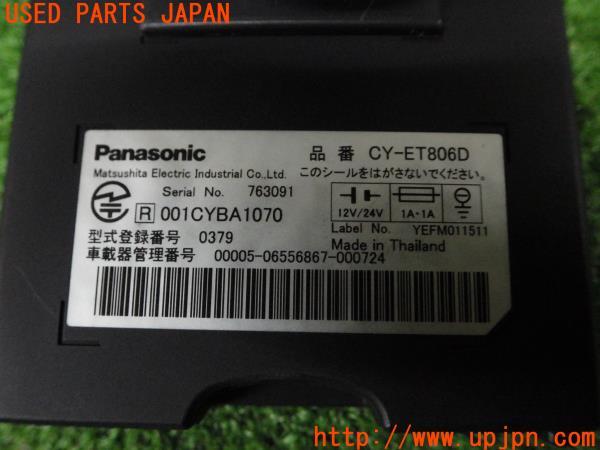 USED PARTS JAPAN
Panasonic 品番 CY-ET806D
Matsushita Electric Industrial Co.,Ltd. このシールをはがさないでください。
Serial No. 763091
R 001CYBA1070 12V/24V 1A・1A
型式登録番号 0379 Label No. YEFM011511
Made in Thailand
車載器管理番号 00005-06556867-000724
http://www.upjpn.com